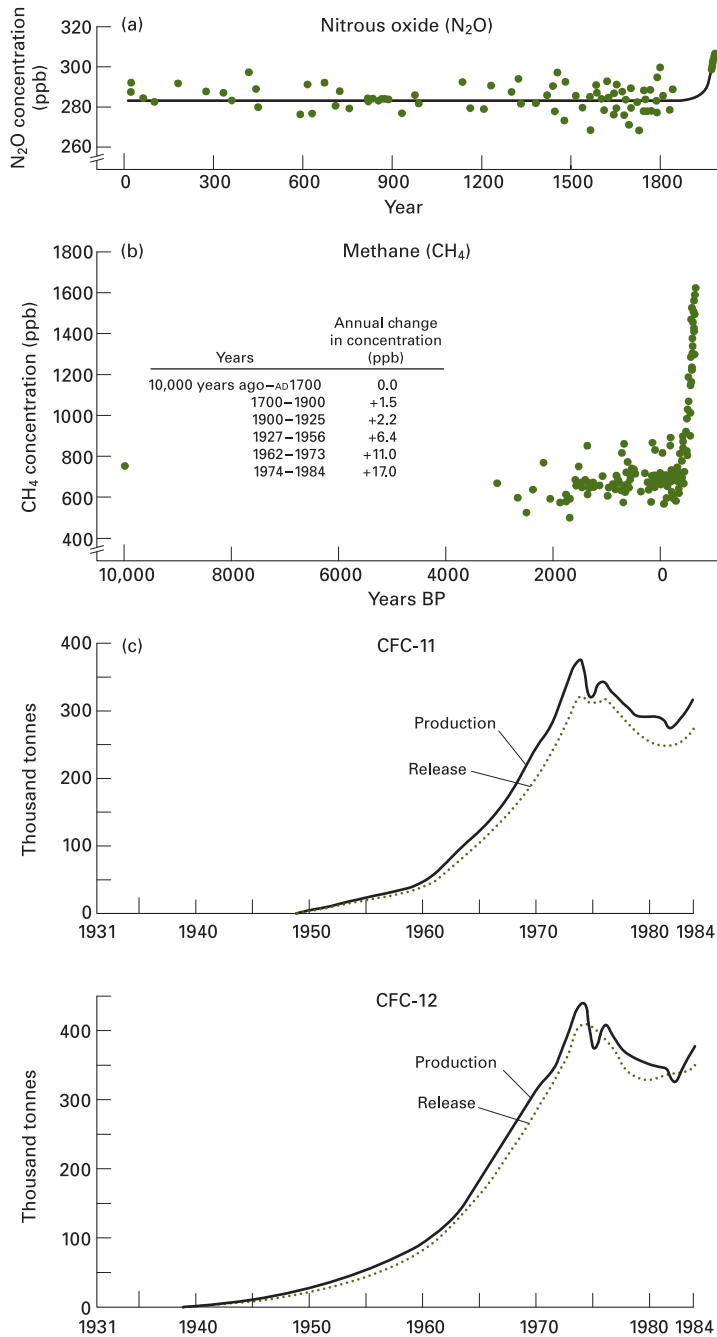 (a)
Nitrous oxide (N₂O)
N₂O concentration
(ppb)
320
300
280
260
0
300
600
900
1200
1500
1800
Year
(b)
Methane (CH₄)
CH₄ concentration (ppb)
1800
1600
1400
1200
1000
800
600
400
Annual change
in concentration
Years
(ppb)
10,000 years ago–AD1700 0.0
1700–1900 +1.5
1900–1925 +2.2
1927–1956 +6.4
1962–1973 +11.0
1974–1984 +17.0
10,000
8000
6000
4000
2000
0
Years BP
(c)
CFC-11
Thousand tonnes
400
300
200
100
0
Production
Release
1931
1940
1950
1960
1970
1980
1984
CFC-12
Thousand tonnes
400
300
200
100
0
Production
Release
1931
1940
1950
1960
1970
1980
1984